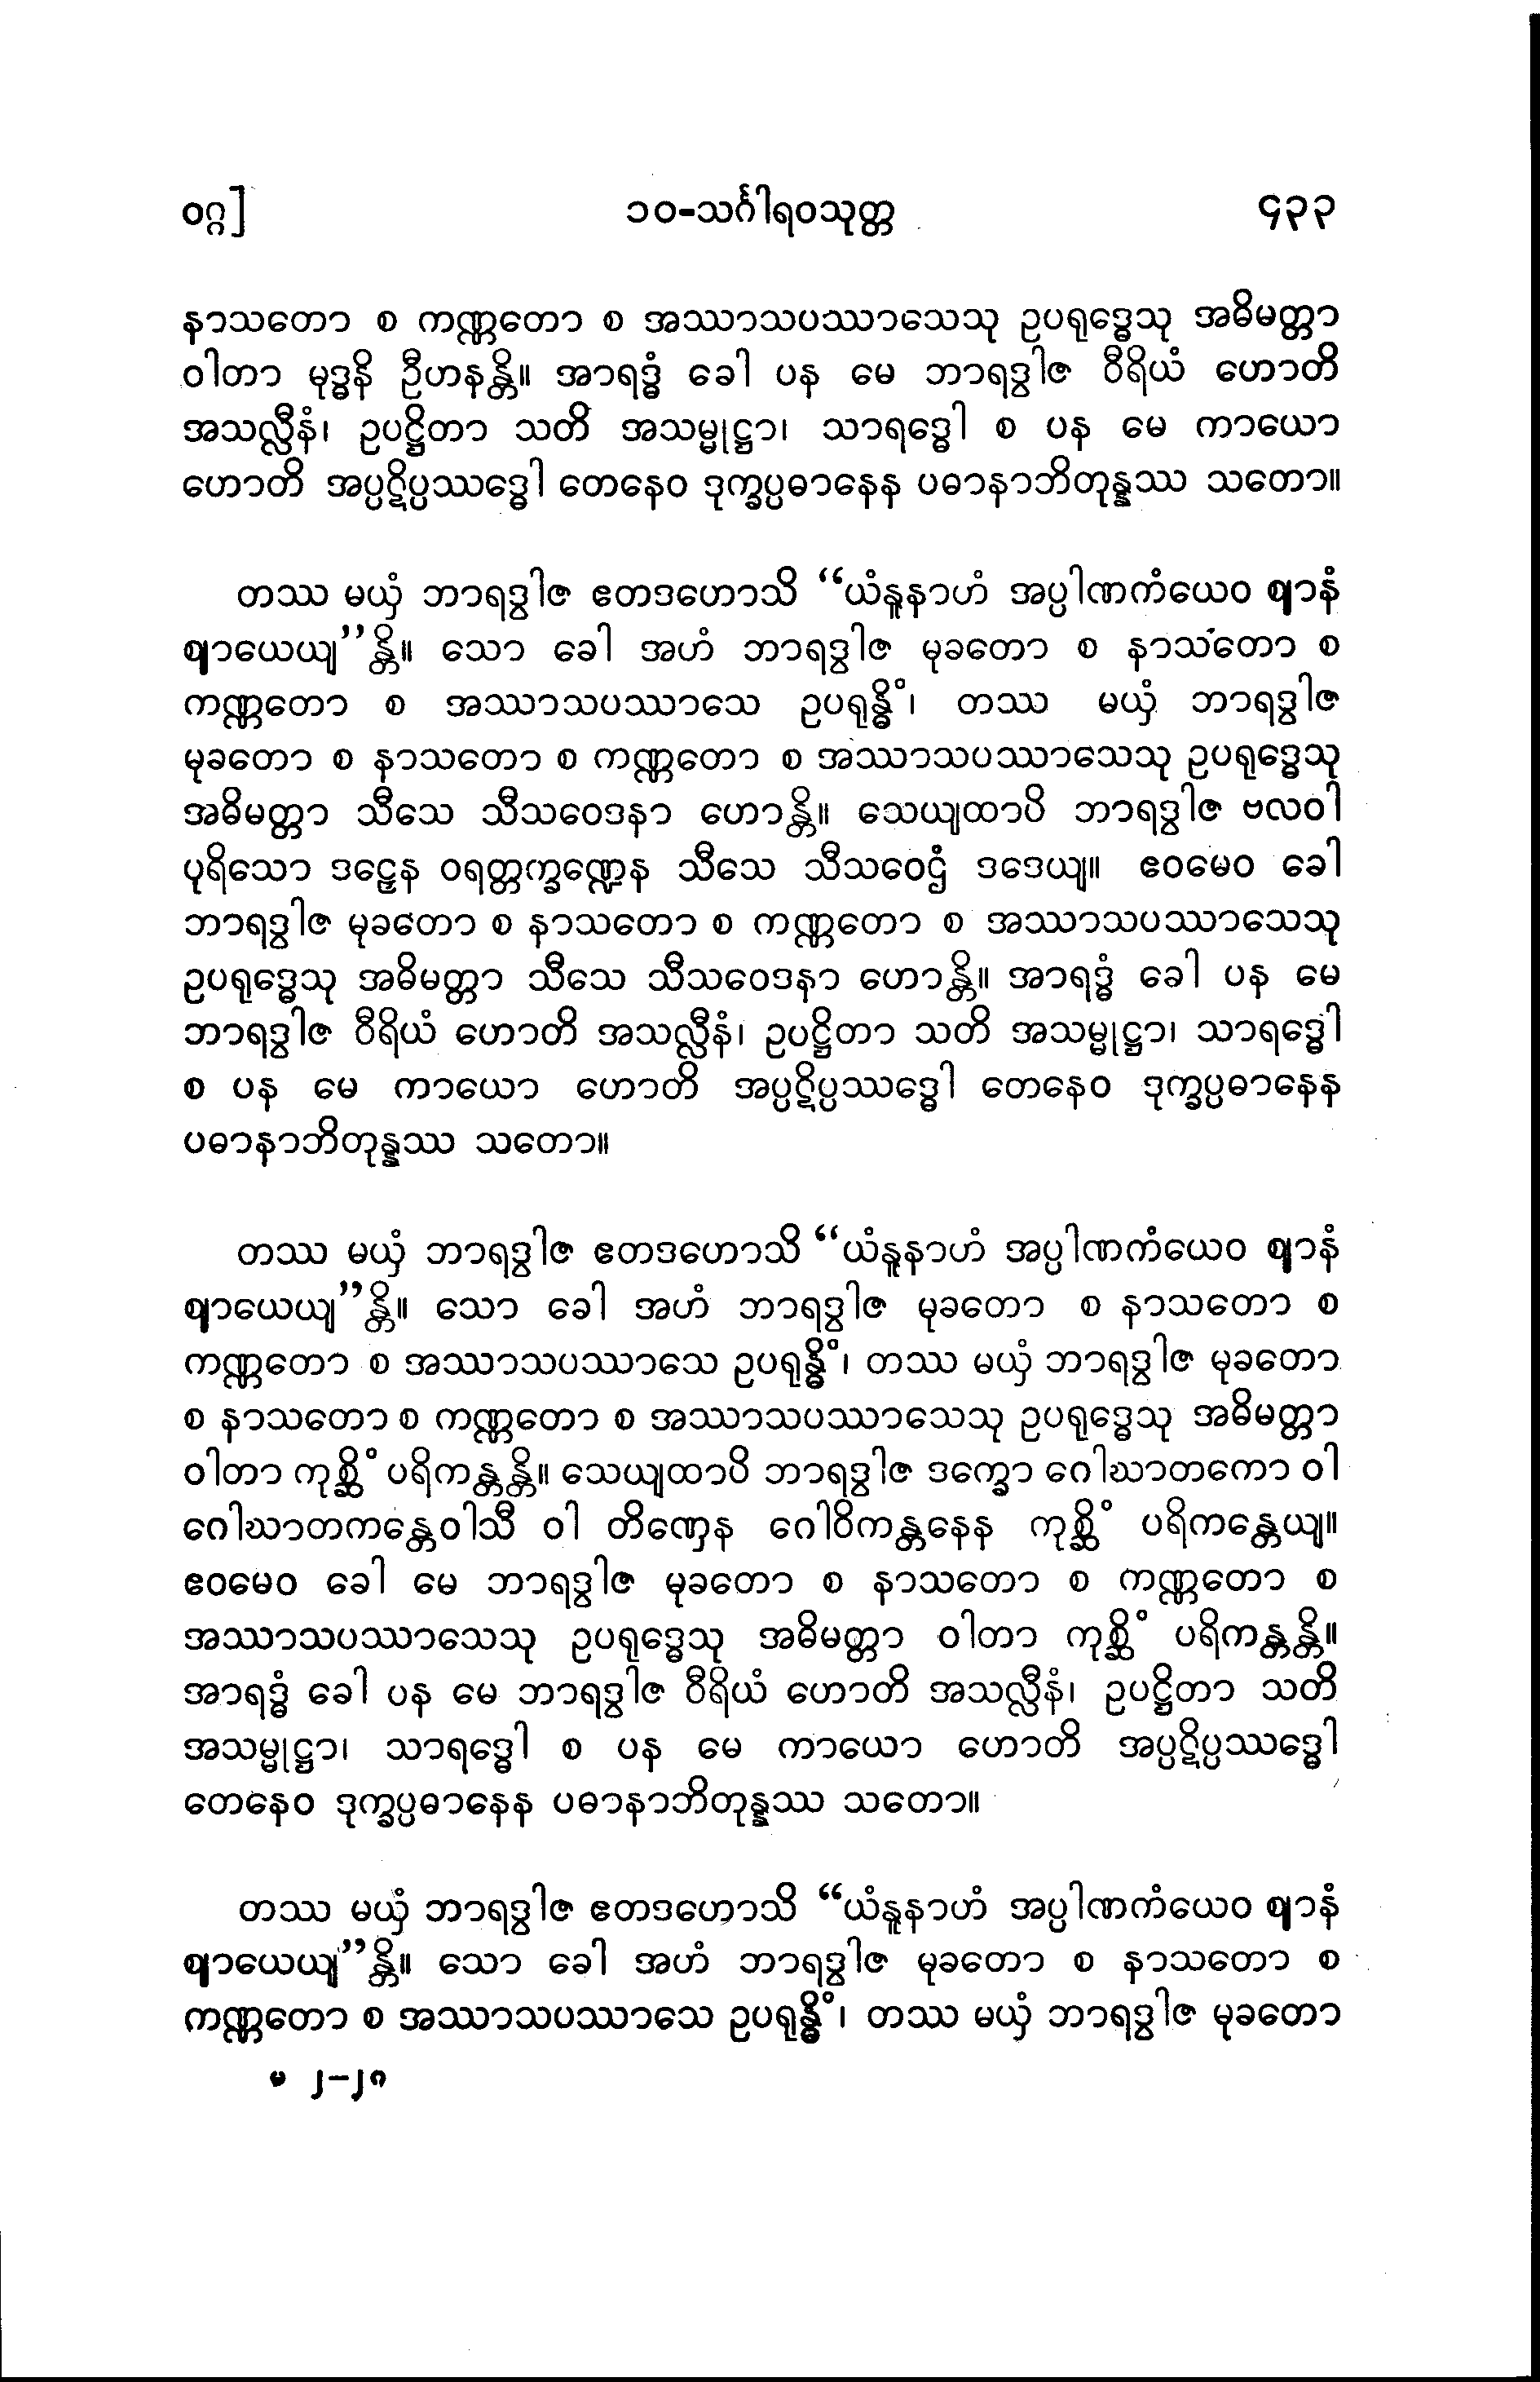 ဝဂ္ဂ]
၁၀-သင်္ဂါရဝသုတ္တ
၄၃၃
နာသတော စ ကဏ္ဏတော စ အဿာသပဿာသေသု ဥပရုဒ္ဓေသု အဓိမတ္တာ
ဝါတာ မုဒ္ဓနိ ဦဟနန္တိ။ အာရဒ္ဓံ ခေါ ပန မေ ဘာရဒွါဇ ဝီရိယံ ဟောတိ
အသလ္လီနံ၊ ဥပဋ္ဌိတာ သတိ အသမ္မုဋ္ဌာ၊ သာရဒ္ဓေါ စ ပန မေ ကာယော
ဟောတိ အပ္ပဋိပ္ပဿဒ္ဓေါ တေနေဝ ဒုက္ခပ္ပဓာနေန ပဓာနာဘိတုန္နဿ သတော။
တဿ မယှံ ဘာရဒွါဇ ဧတဒဟောသိ “ယံနူနာဟံ အပ္ပါဏကံယေဝ ဈာနံ
ဈာယေယျ”န္တိ။ သော ခေါ အဟံ ဘာရဒွါဇ မုခတော စ နာသတော စ
ကဏ္ဏတော စ အဿာသပဿာသေ ဥပရုန္ဓိံ၊ တဿ မယှံ ဘာရဒွါဇ
မုခတော စ နာသတော စ ကဏ္ဏတော စ အဿာသပဿာသေသု ဥပရုဒ္ဓေသု
အဓိမတ္တာ သီသေ သီသဝေဒနာ ဟောန္တိ။ သေယျထာပိ ဘာရဒွါဇ ဗလဝါ
ပုရိသော ဒဠှေန ဝရတ္တက္ခဏ္ဍေန သီသေ သီသဝေဌံ ဒဒေယျ။ ဧဝမေဝ ခေါ
ဘာရဒွါဇ မုခတော စ နာသတော စ ကဏ္ဏတော စ အဿာသပဿာသေသု
ဥပရုဒ္ဓေသု အဓိမတ္တာ သီသေ သီသဝေဒနာ ဟောန္တိ။ အာရဒ္ဓံ ခေါ ပန မေ
ဘာရဒွါဇ ဝီရိယံ ဟောတိ အသလ္လီနံ၊ ဥပဋ္ဌိတာ သတိ အသမ္မုဋ္ဌာ၊ သာရဒ္ဓေါ
စ ပန မေ ကာယော ဟောတိ အပ္ပဋိပ္ပဿဒ္ဓေါ တေနေဝ ဒုက္ခပ္ပဓာနေန
ပဓာနာဘိတုန္နဿ သတော။
တဿ မယှံ ဘာရဒွါဇ ဧတဒဟောသိ “ယံနူနာဟံ အပ္ပါဏကံယေဝ ဈာနံ
ဈာယေယျ”န္တိ။ သော ခေါ အဟံ ဘာရဒွါဇ မုခတော စ နာသတော စ
ကဏ္ဏတော စ အဿာသပဿာသေ ဥပရုန္ဓိံ၊ တဿ မယှံ ဘာရဒွါဇ မုခတော
စ နာသတော စ ကဏ္ဏတော စ အဿာသပဿာသေသု ဥပရုဒ္ဓေသု အဓိမတ္တာ
ဝါတာ ကုစ္ဆိံ ပရိကန္တန္တိ။ သေယျထာပိ ဘာရဒွါဇ ဒက္ခော ဂေါဃာတကော ဝါ
ဂေါဃာတကန္တေဝါသီ ဝါ တိဏှေန ဂေါဝိကန္တနေန ကုစ္ဆိံ ပရိကန္တေယျ။
ဧဝမေဝ ခေါ မေ ဘာရဒွါဇ မုခတော စ နာသတော စ ကဏ္ဏတော စ
အဿာသပဿာသေသု ဥပရုဒ္ဓေသု အဓိမတ္တာ ဝါတာ ကုစ္ဆိံ ပရိကန္တန္တိ။
အာရဒ္ဓံ ခေါ ပန မေ ဘာရဒွါဇ ဝီရိယံ ဟောတိ အသလ္လီနံ၊ ဥပဋ္ဌိတာ သတိ
အသမ္မုဋ္ဌာ၊ သာရဒ္ဓေါ စ ပန မေ ကာယော ဟောတိ အပ္ပဋိပ္ပဿဒ္ဓေါ
တေနေဝ ဒုက္ခပ္ပဓာနေန ပဓာနာဘိတုန္နဿ သတော။
တဿ မယှံ ဘာရဒွါဇ ဧတဒဟောသိ “ယံနူနာဟံ အပ္ပါဏကံယေဝ ဈာနံ
ဈာယေယျ”န္တိ။ သော ခေါ အဟံ ဘာရဒွါဇ မုခတော စ နာသတော စ
ကဏ္ဏတော စ အဿာသပဿာသေ ဥပရုန္ဓိံ၊ တဿ မယှံ ဘာရဒွါဇ မုခတော
မ ၂-၂၈